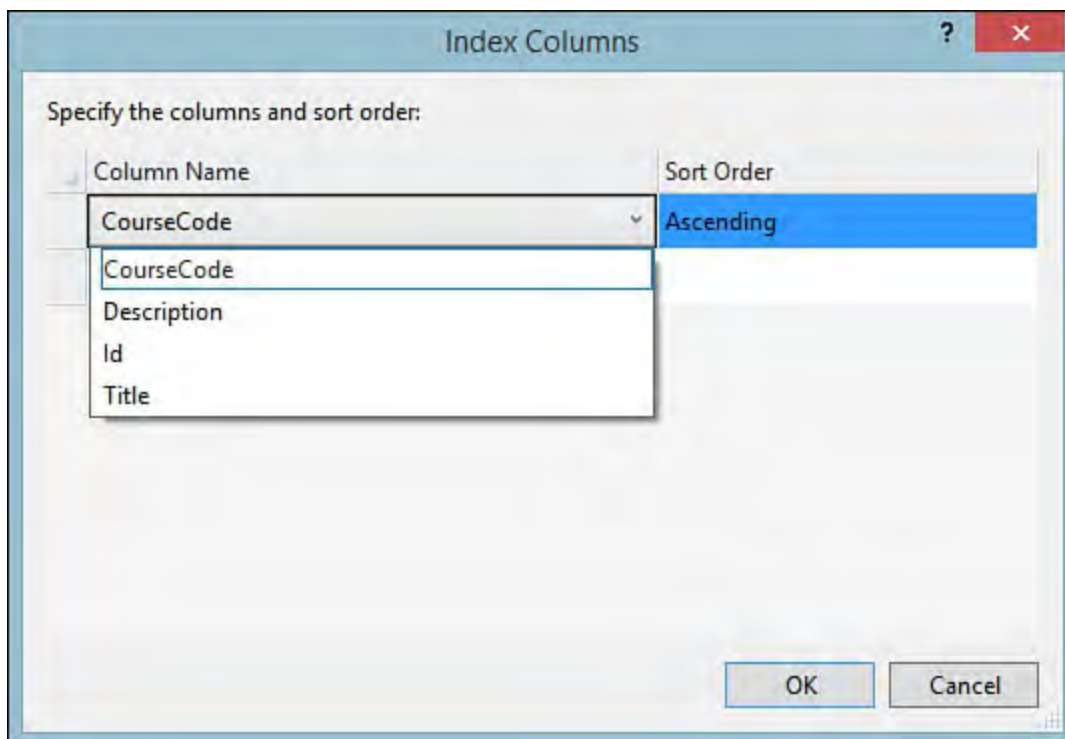 Index Columns ?
Specify the columns and sort order:
Column Name Sort Order
CourseCode Ascending
CourseCode
Description
Id
Title
OK Cancel